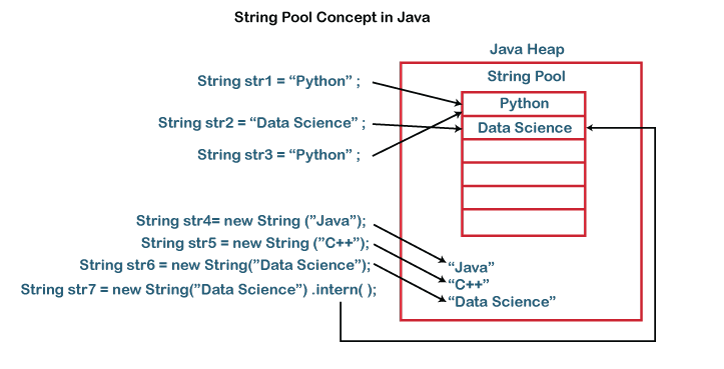 String Pool Concept in Java
Java Heap
String Pool
String str1 = “Python” ;
Python
String str2 = “Data Science” ;
Data Science
String str3 = “Python” ;
String str4= new String (”Java”);
String str5 = new String (”C++”);
String str6 = new String(”Data Science”);
String str7 = new String(”Data Science”) .intern( );
“Java”
“C++”
“Data Science”